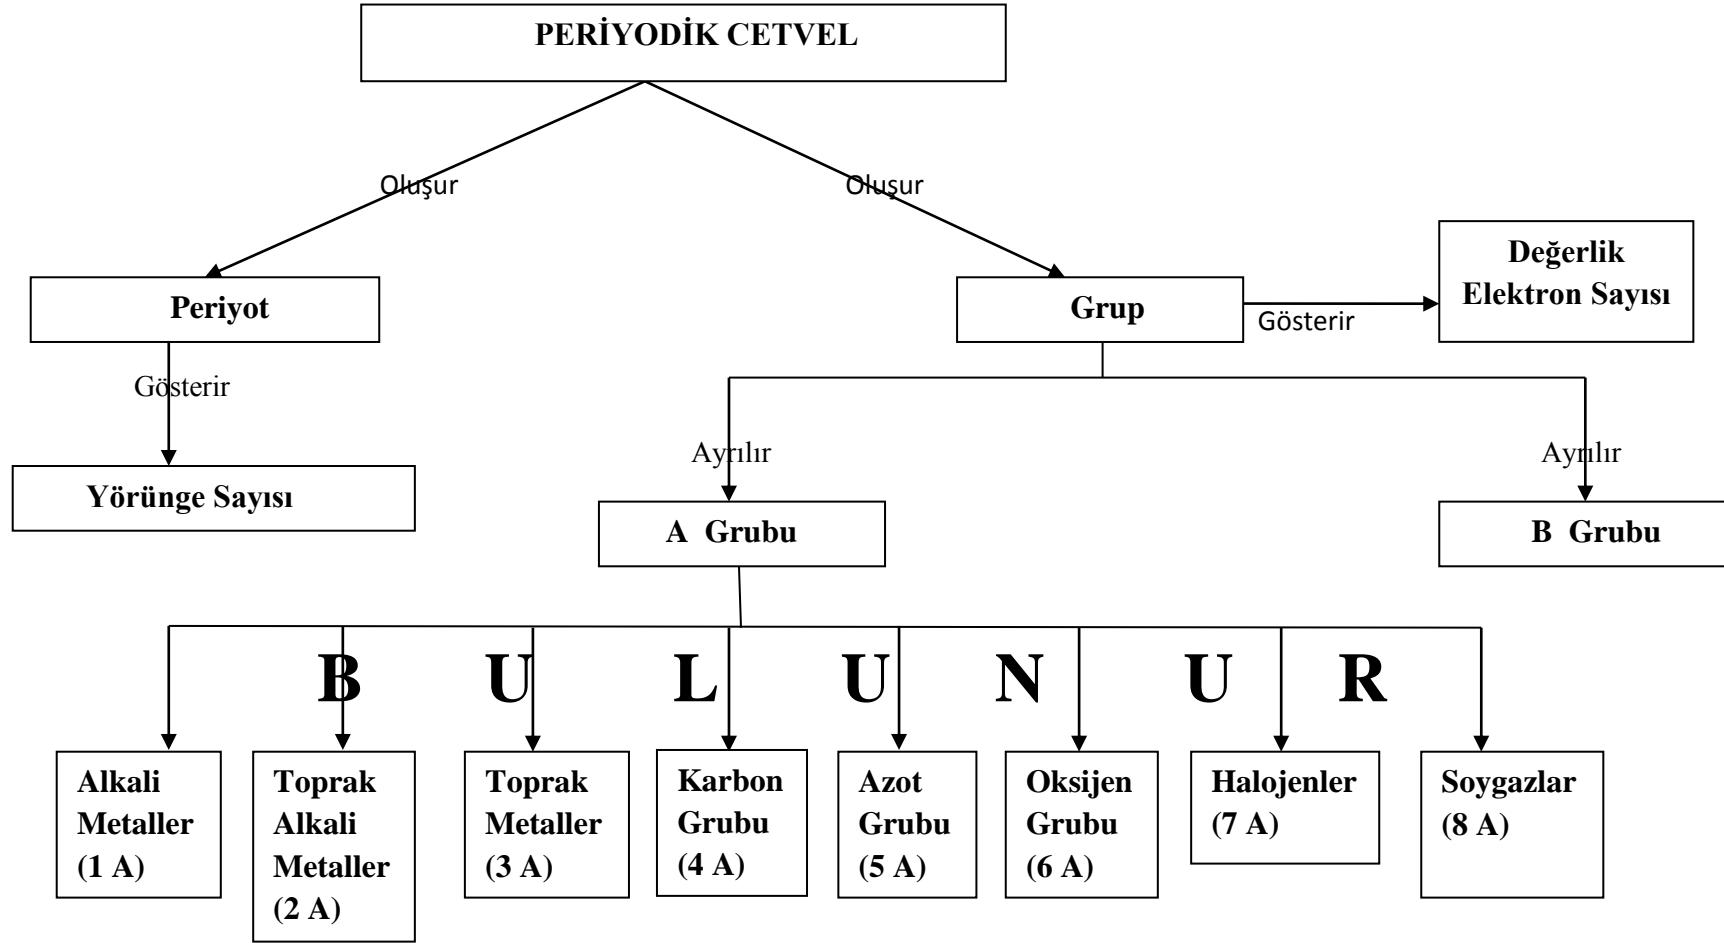 PERİYODİK CETVEL
Oluşur
Oluşur
Periyot
Grup
Gösterir
Değerlik
Elektron Sayısı
Gösterir
Yörünge Sayısı
Ayrılır
Ayrılır
A Grubu
B Grubu
B U L U N U R
Alkali
Metaller
(1 A)
Toprak
Alkali
Metaller
(2 A)
Toprak
Metaller
(3 A)
Karbon
Grubu
(4 A)
Azot
Grubu
(5 A)
Oksijen
Grubu
(6 A)
Halojenler
(7 A)
Soygazlar
(8 A)